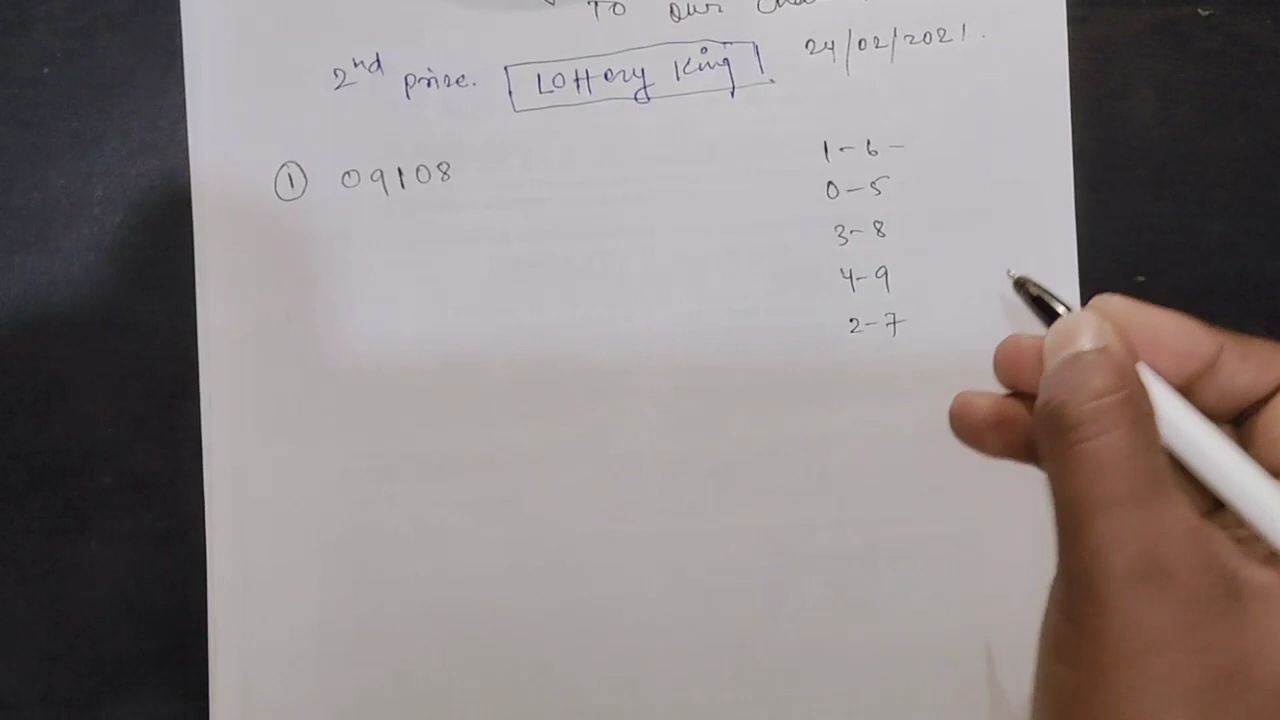 To our
2nd prize. Lottery King 24/02/2021.
1 - 6 -
① 09108
0 - 5
3 - 8
4 - 9
2 - 7